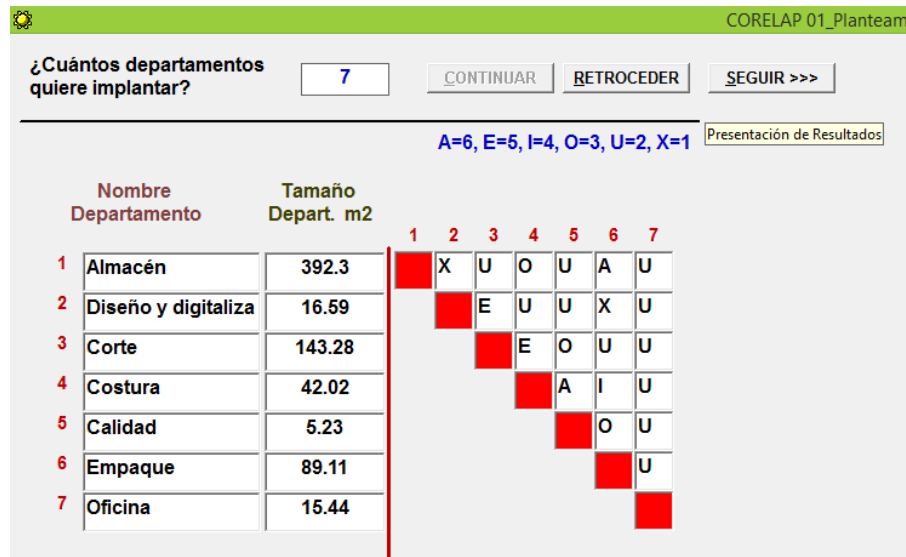 CORELAP 01_Planteam
¿Cuántos departamentos
quiere implantar?
7
CONTINUAR
RETROCEDER
SEGUIR >>>
A=6, E=5, I=4, O=3, U=2, X=1
Presentación de Resultados
Nombre
Departamento
Tamaño
Depart. m2
1 2 3 4 5 6 7
1 Almacén 392.3 X U O U A U
2 Diseño y digitaliza 16.59 E U U X U
3 Corte 143.28 E O U U
4 Costura 42.02 A I U
5 Calidad 5.23 O U
6 Empaque 89.11 U
7 Oficina 15.44